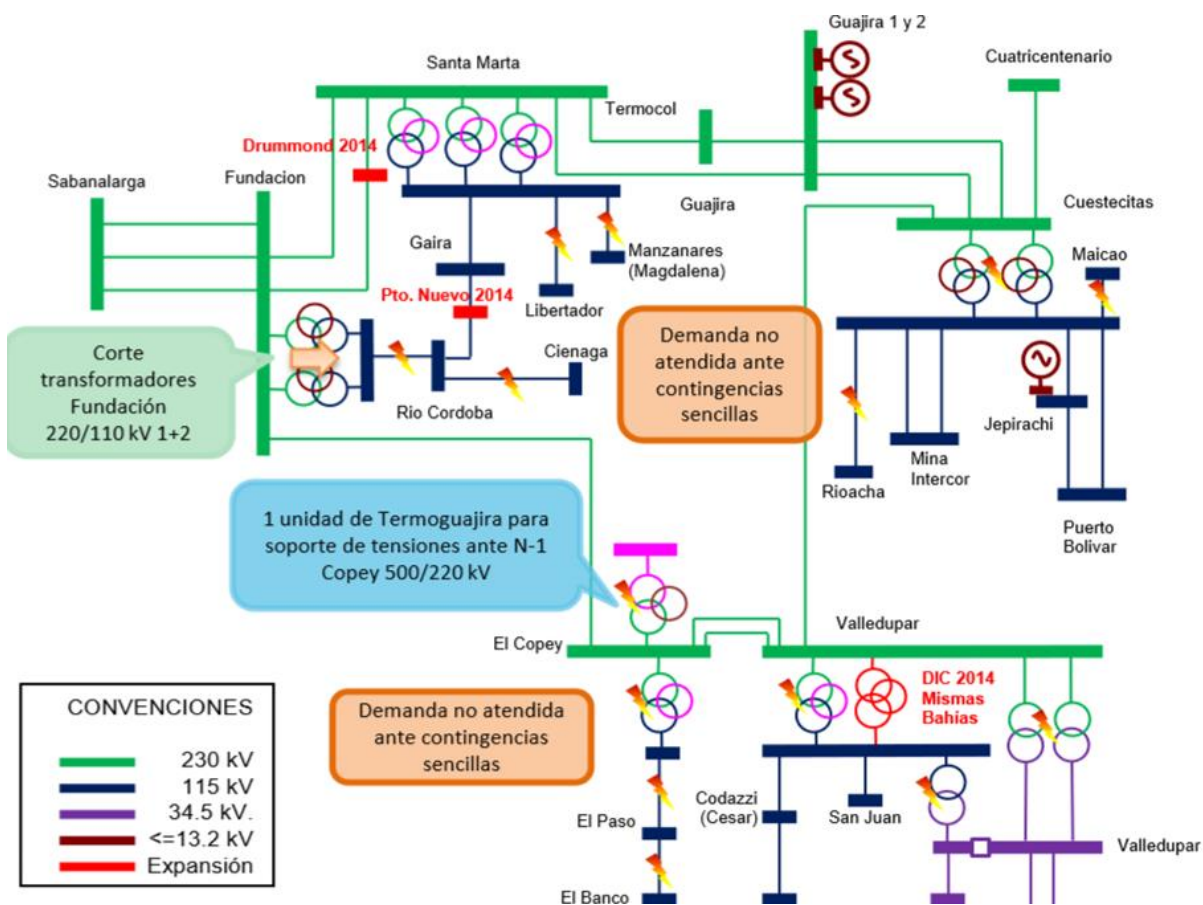 Guajira 1 y 2
Santa Marta
Cuatricentenario
Termocol
Drummond 2014
Sabanalarga
Fundacion
Guajira
Cuestecitas
Gaira
Manzanares
(Magdalena)
Maicao
Pto. Nuevo 2014
Libertador
Corte
transformadores
Fundación
220/110 kV 1+2
Cienaga
Rio Cordoba
Demanda no
atendida ante
contingencias
sencillas
Jepirachi
Mina
Intercor
Rioacha
Puerto
Bolivar
1 unidad de Termoguajira para
soporte de tensiones ante N-1
Copey 500/220 kV
El Copey
Valledupar
DIC 2014
Mismas
Bahías
Demanda no atendida
ante contingencias
sencillas
El Paso
Codazzi
(Cesar)
San Juan
Valledupar
El Banco
CONVENCIONES
230 kV
115 kV
34.5 kV.
<=13.2 kV
Expansión